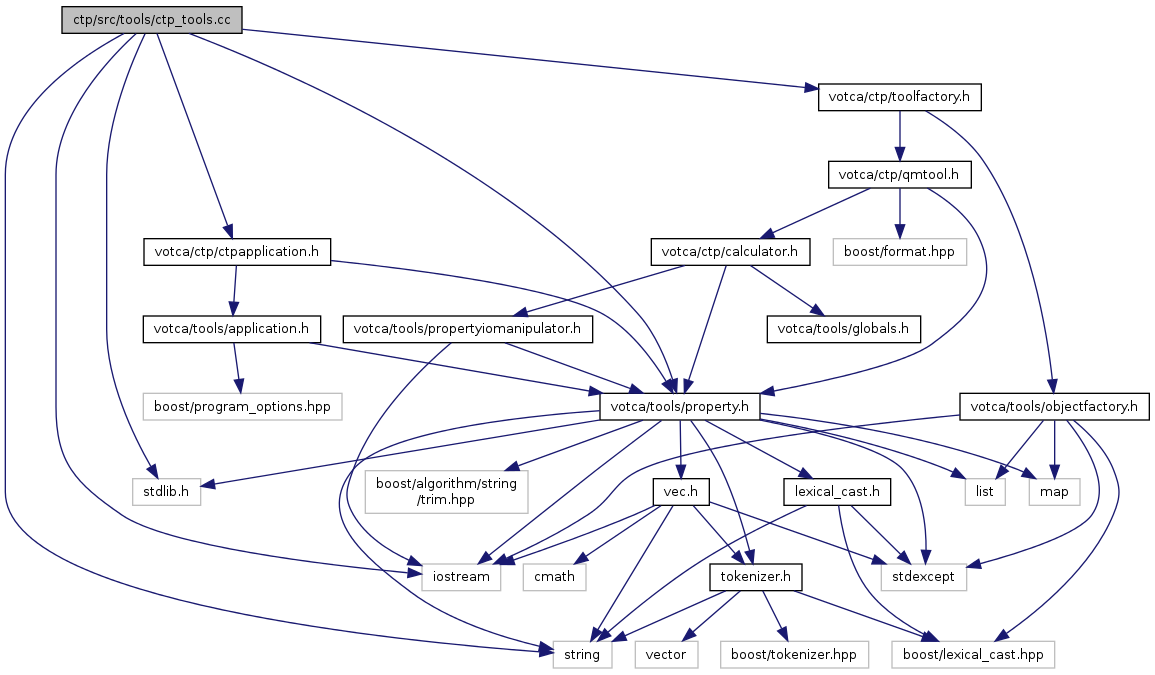 ctp/src/tools/ctp_tools.cc
votca/ctp/toolfactory.h
votca/ctp/qmtool.h
votca/ctp/ctpapplication.h
votca/ctp/calculator.h
boost/format.hpp
votca/tools/application.h
votca/tools/propertyiomanipulator.h
votca/tools/globals.h
boost/program_options.hpp
votca/tools/property.h
votca/tools/objectfactory.h
stdlib.h
boost/algorithm/string
/trim.hpp
vec.h
lexical_cast.h
list
map
iostream
cmath
tokenizer.h
stdexcept
string
vector
boost/tokenizer.hpp
boost/lexical_cast.hpp